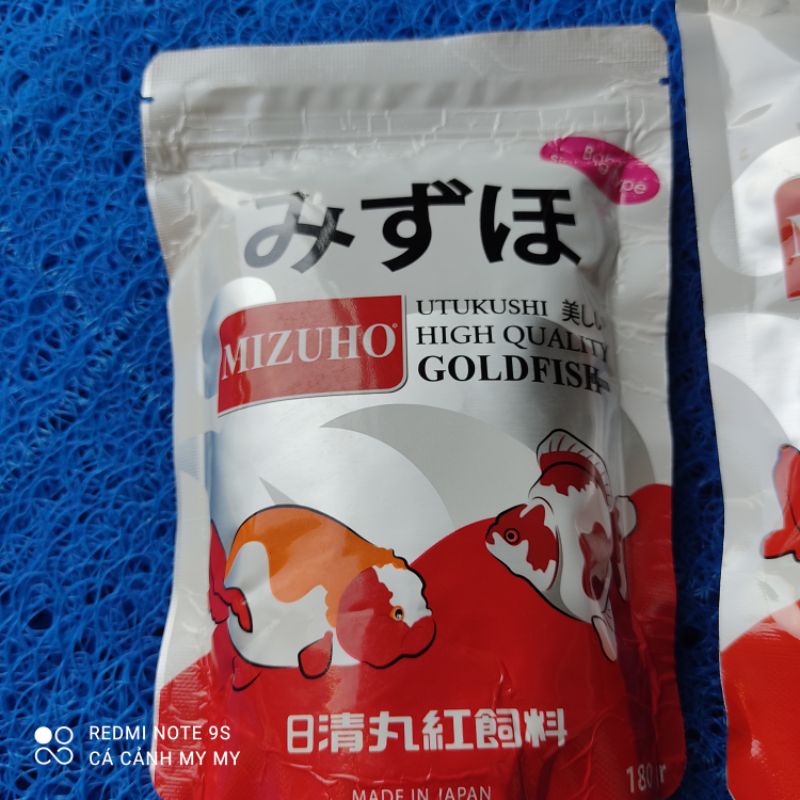 みずほ
MIZUHO®
UTUKUSHI 美しい
HIGH QUALITY
GOLDFISH
日清丸紅飼料
MADE IN JAPAN
REDMI NOTE 9S
CÁ CẢNH MY MY